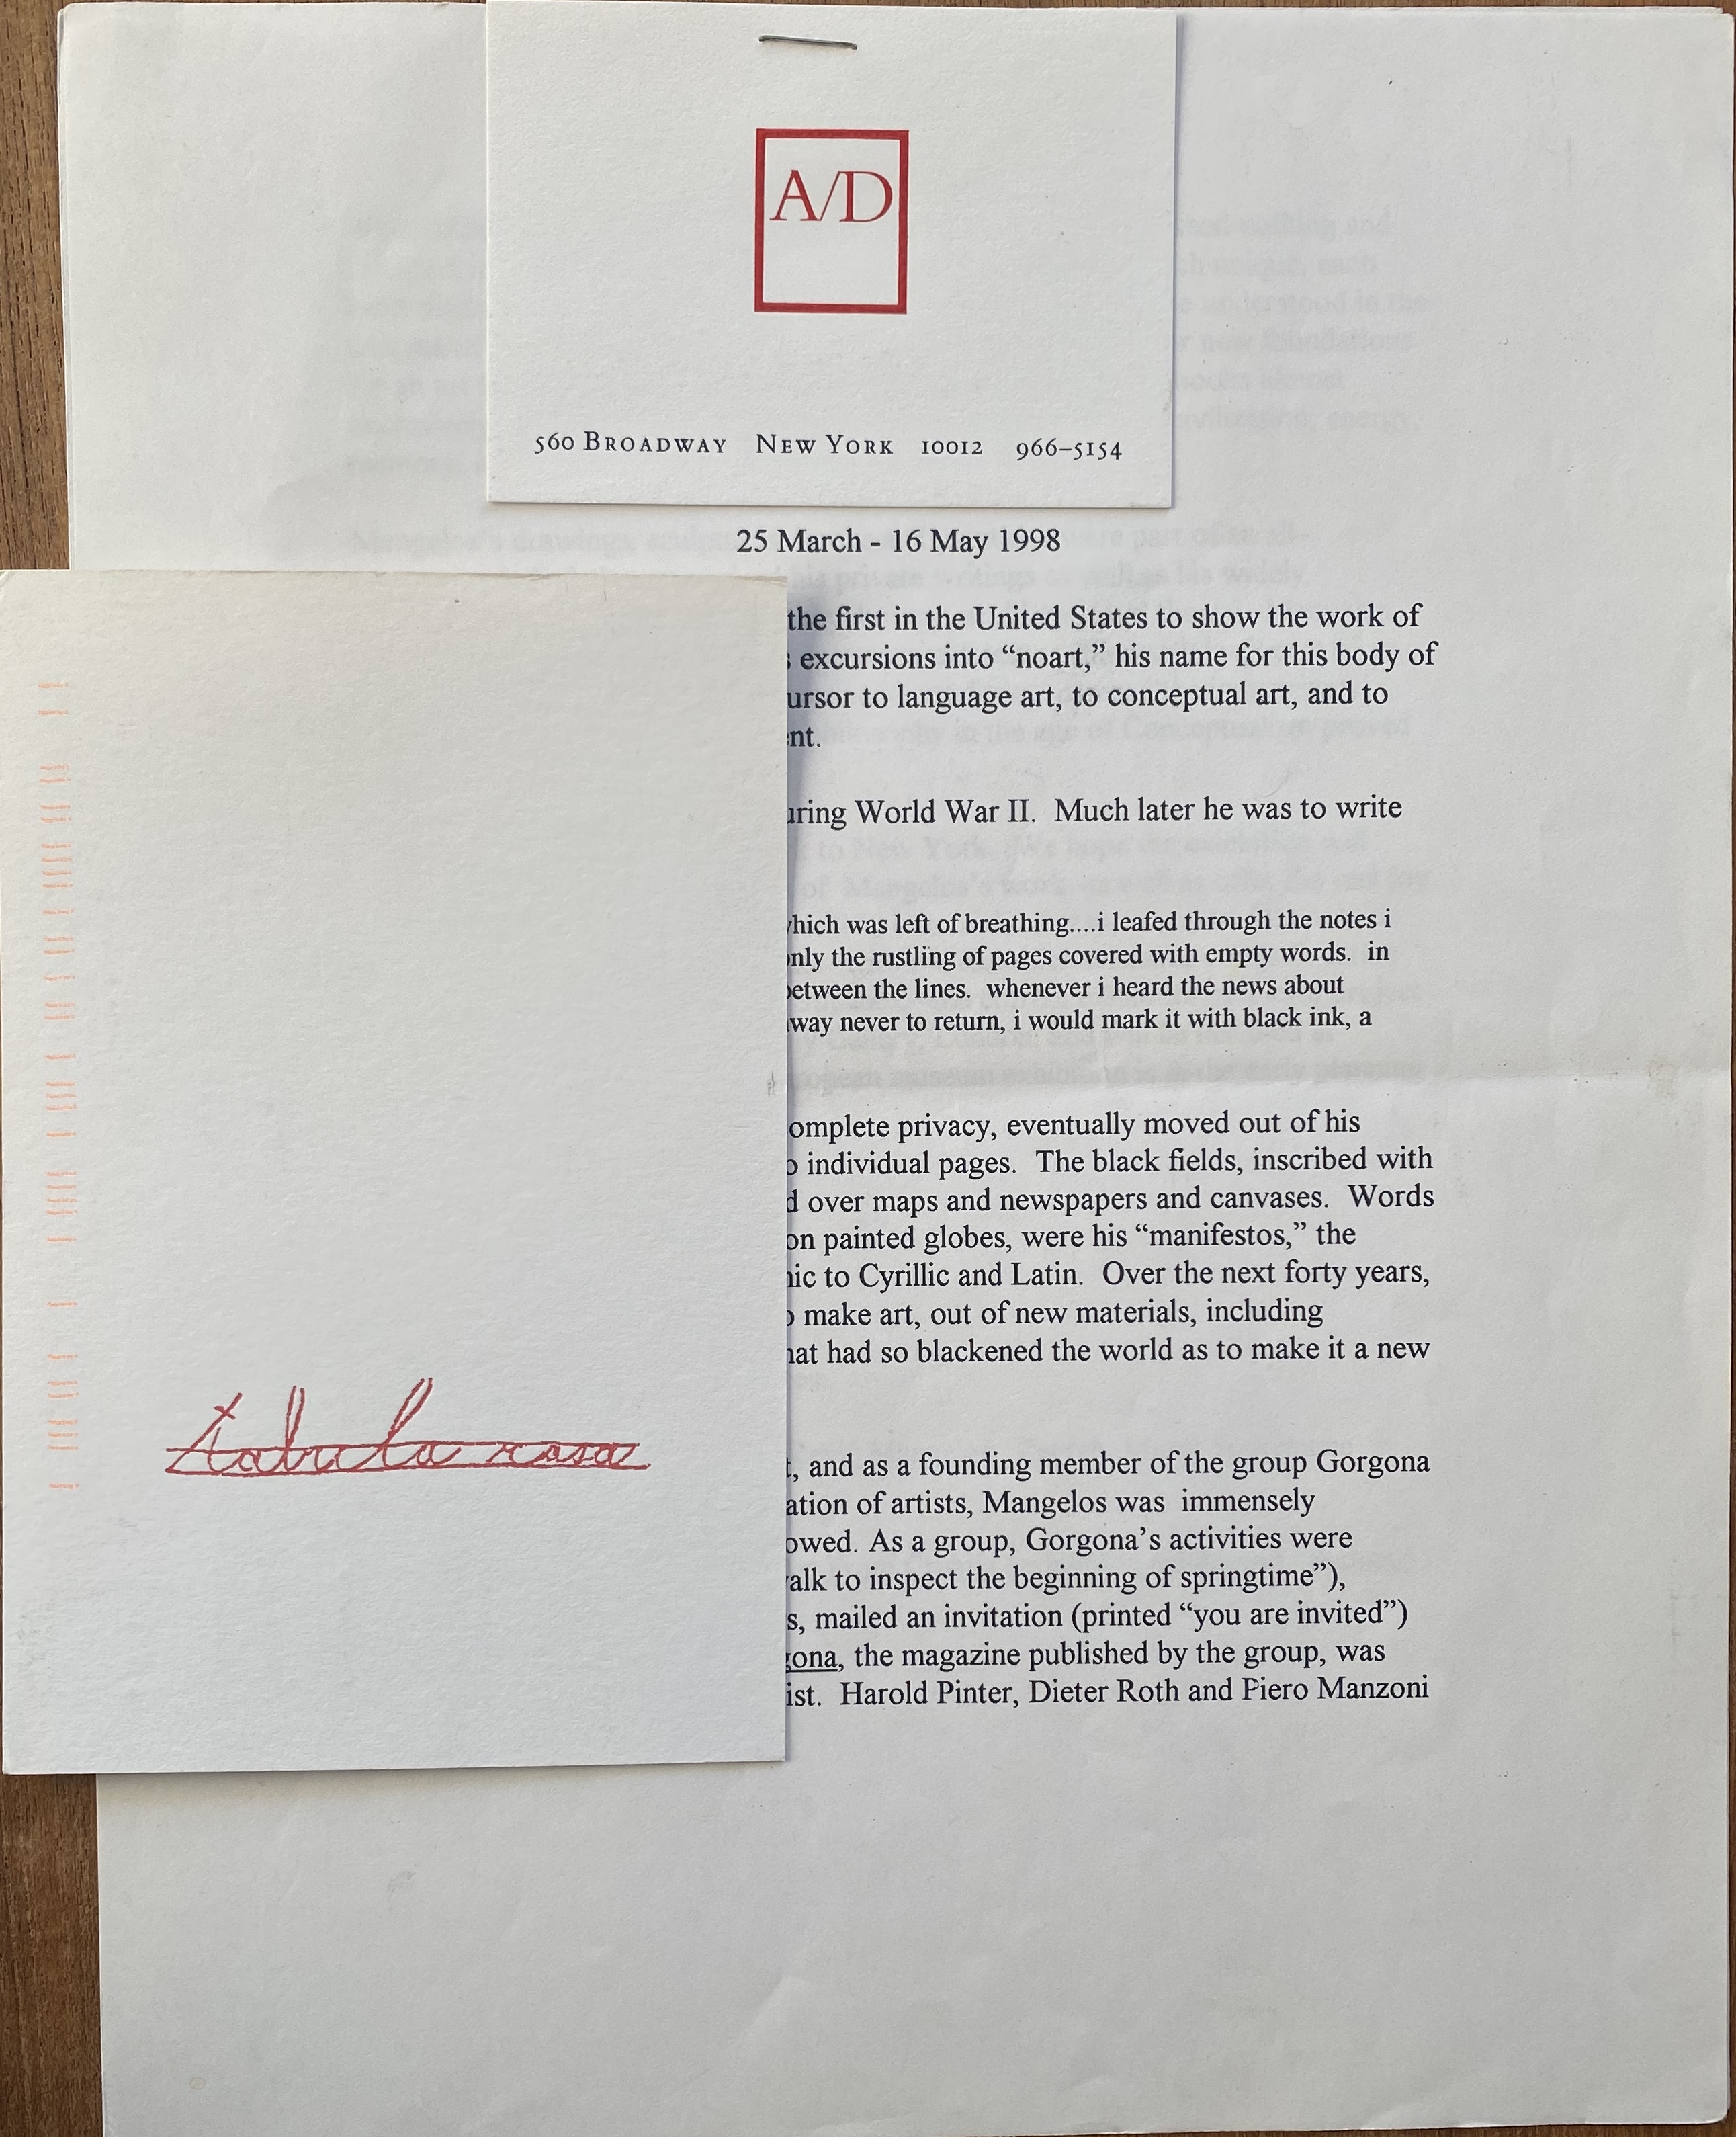 A/D
560 BROADWAY NEW YORK 10012 966–5154
25 March - 16 May 1998
the first in the United States to show the work of
excursions into “noart,” his name for this body of
ursor to language art, to conceptual art, and to
nt.
uring World War II. Much later he was to write
which was left of breathing....i leafed through the notes i
only the rustling of pages covered with empty words. in
between the lines. whenever i heard the news about
way never to return, i would mark it with black ink, a
omplete privacy, eventually moved out of his
individual pages. The black fields, inscribed with
d over maps and newspapers and canvases. Words
on painted globes, were his “manifestos,” the
ic to Cyrillic and Latin. Over the next forty years,
make art, out of new materials, including
hat had so blackened the world as to make it a new
tabula rasa
t, and as a founding member of the group Gorgona
ation of artists, Mangelos was immensely
owed. As a group, Gorgona’s activities were
alk to inspect the beginning of springtime”),
s, mailed an invitation (printed “you are invited”)
gona, the magazine published by the group, was
ist. Harold Pinter, Dieter Roth and Piero Manzoni